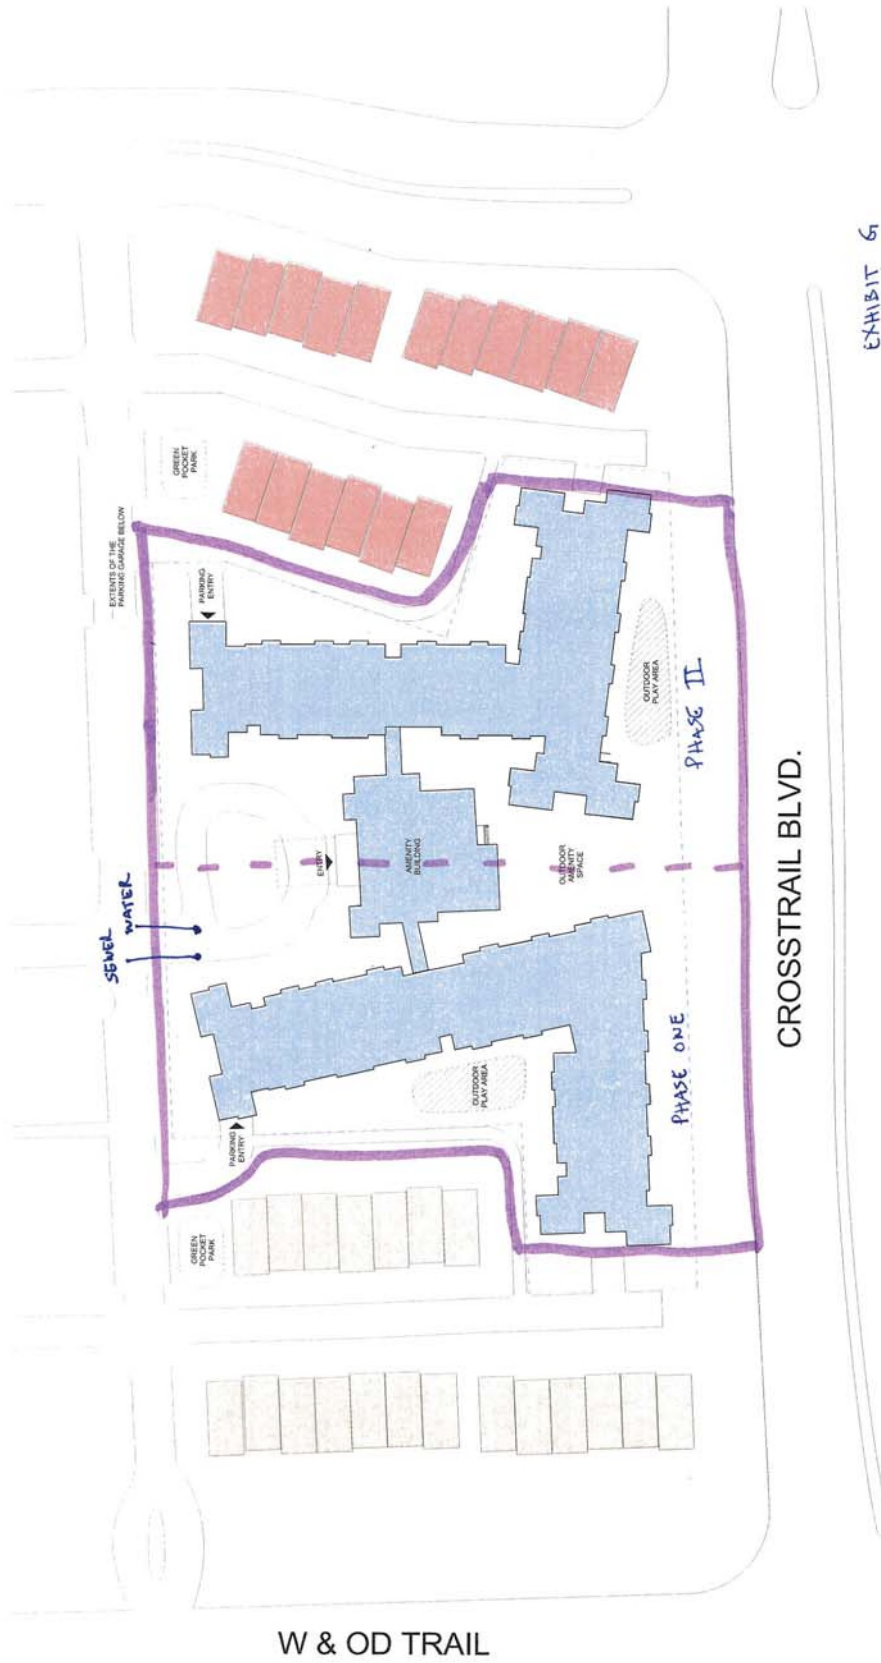 EXTENTS OF THE
PARKING GARAGE BELOW
GREEN
POCKET
PARK
PARKING
ENTRY
SEWER
WATER
ENTRY
AMENITY
BUILDING
OUTDOOR
AMENITY
SPACE
OUTDOOR
PLAY AREA
PHASE II
OUTDOOR
PLAY AREA
PHASE ONE
PARKING
ENTRY
GREEN
POCKET
PARK
CROSSTRAIL BLVD.
EXHIBIT G
W & OD TRAIL